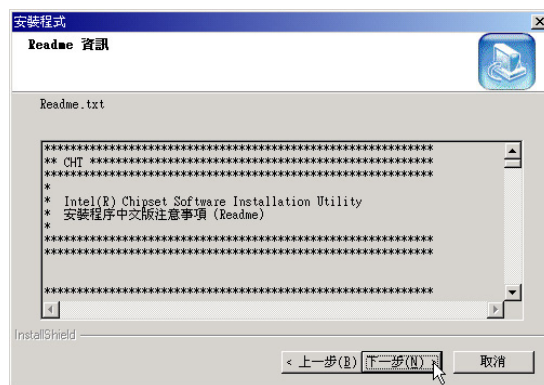 安裝程式
Readme 資訊
Readme.txt
************************************************************
** CHT *****************************************************
************************************************************
*
*  Intel(R) Chipset Software Installation Utility
*  安裝程序中文版注意事項 (Readme)
*
************************************************************
************************************************************
************************************************************
InstallShield
< 上一步(B)
下一步(N) >
取消